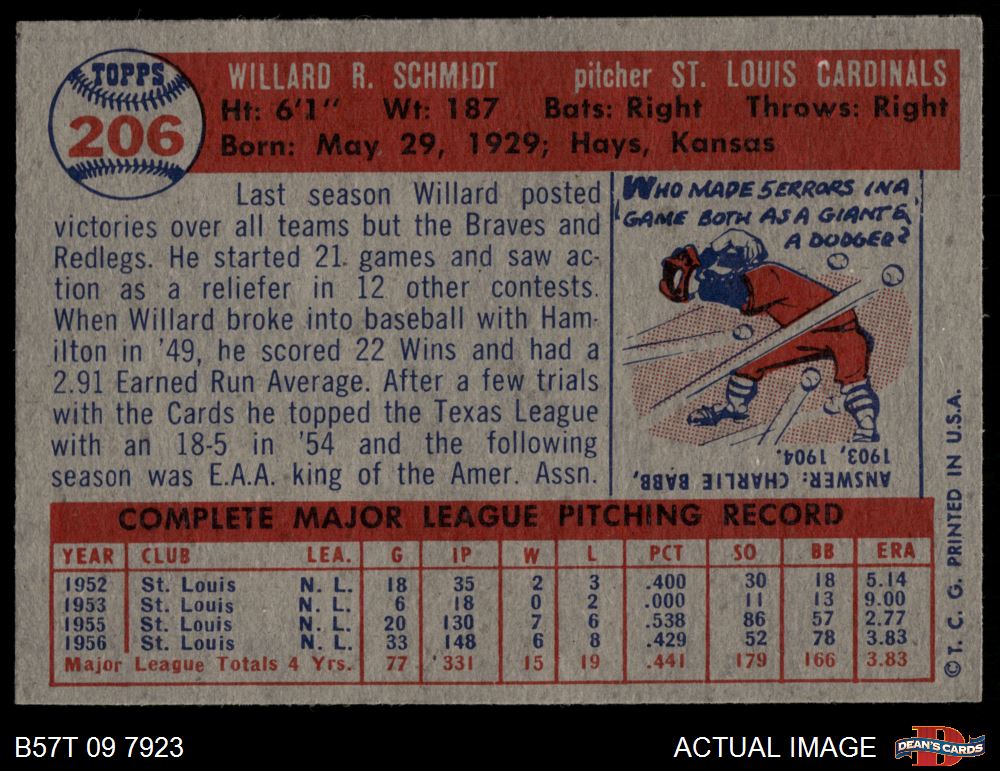 TOPPS
206
WILLARD R. SCHMIDT pitcher ST. LOUIS CARDINALS
Ht: 6'1" Wt: 187 Bats: Right Throws: Right
Born: May 29, 1929; Hays, Kansas
Last season Willard posted
victories over all teams but the Braves and
Redlegs. He started 21 games and saw ac-
tion as a reliefer in 12 other contests.
When Willard broke into baseball with Ham-
ilton in '49, he scored 22 Wins and had a
2.91 Earned Run Average. After a few trials
with the Cards he topped the Texas League
with an 18-5 in '54 and the following
season was E.A.A. king of the Amer. Assn.
WHO MADE 5 ERRORS IN A
GAME BOTH AS A GIANT &
A DODGER?
ANSWER: CHARLIE BABB,
1903, 1904.
COMPLETE MAJOR LEAGUE PITCHING RECORD
YEAR CLUB LEA. G IP W L PCT SO BB ERA
1952 St. Louis N. L. 18 35 2 3 .400 30 18 5.14
1953 St. Louis N. L. 6 18 0 2 .000 11 13 9.00
1955 St. Louis N. L. 20 130 7 6 .538 86 57 2.77
1956 St. Louis N. L. 33 148 6 8 .429 52 78 3.83
Major League Totals 4 Yrs. 77 331 15 19 .441 179 166 3.83
© T. C. G. PRINTED IN U.S.A.
B57T 09 7923
ACTUAL IMAGE
D
DEAN'S CARDS